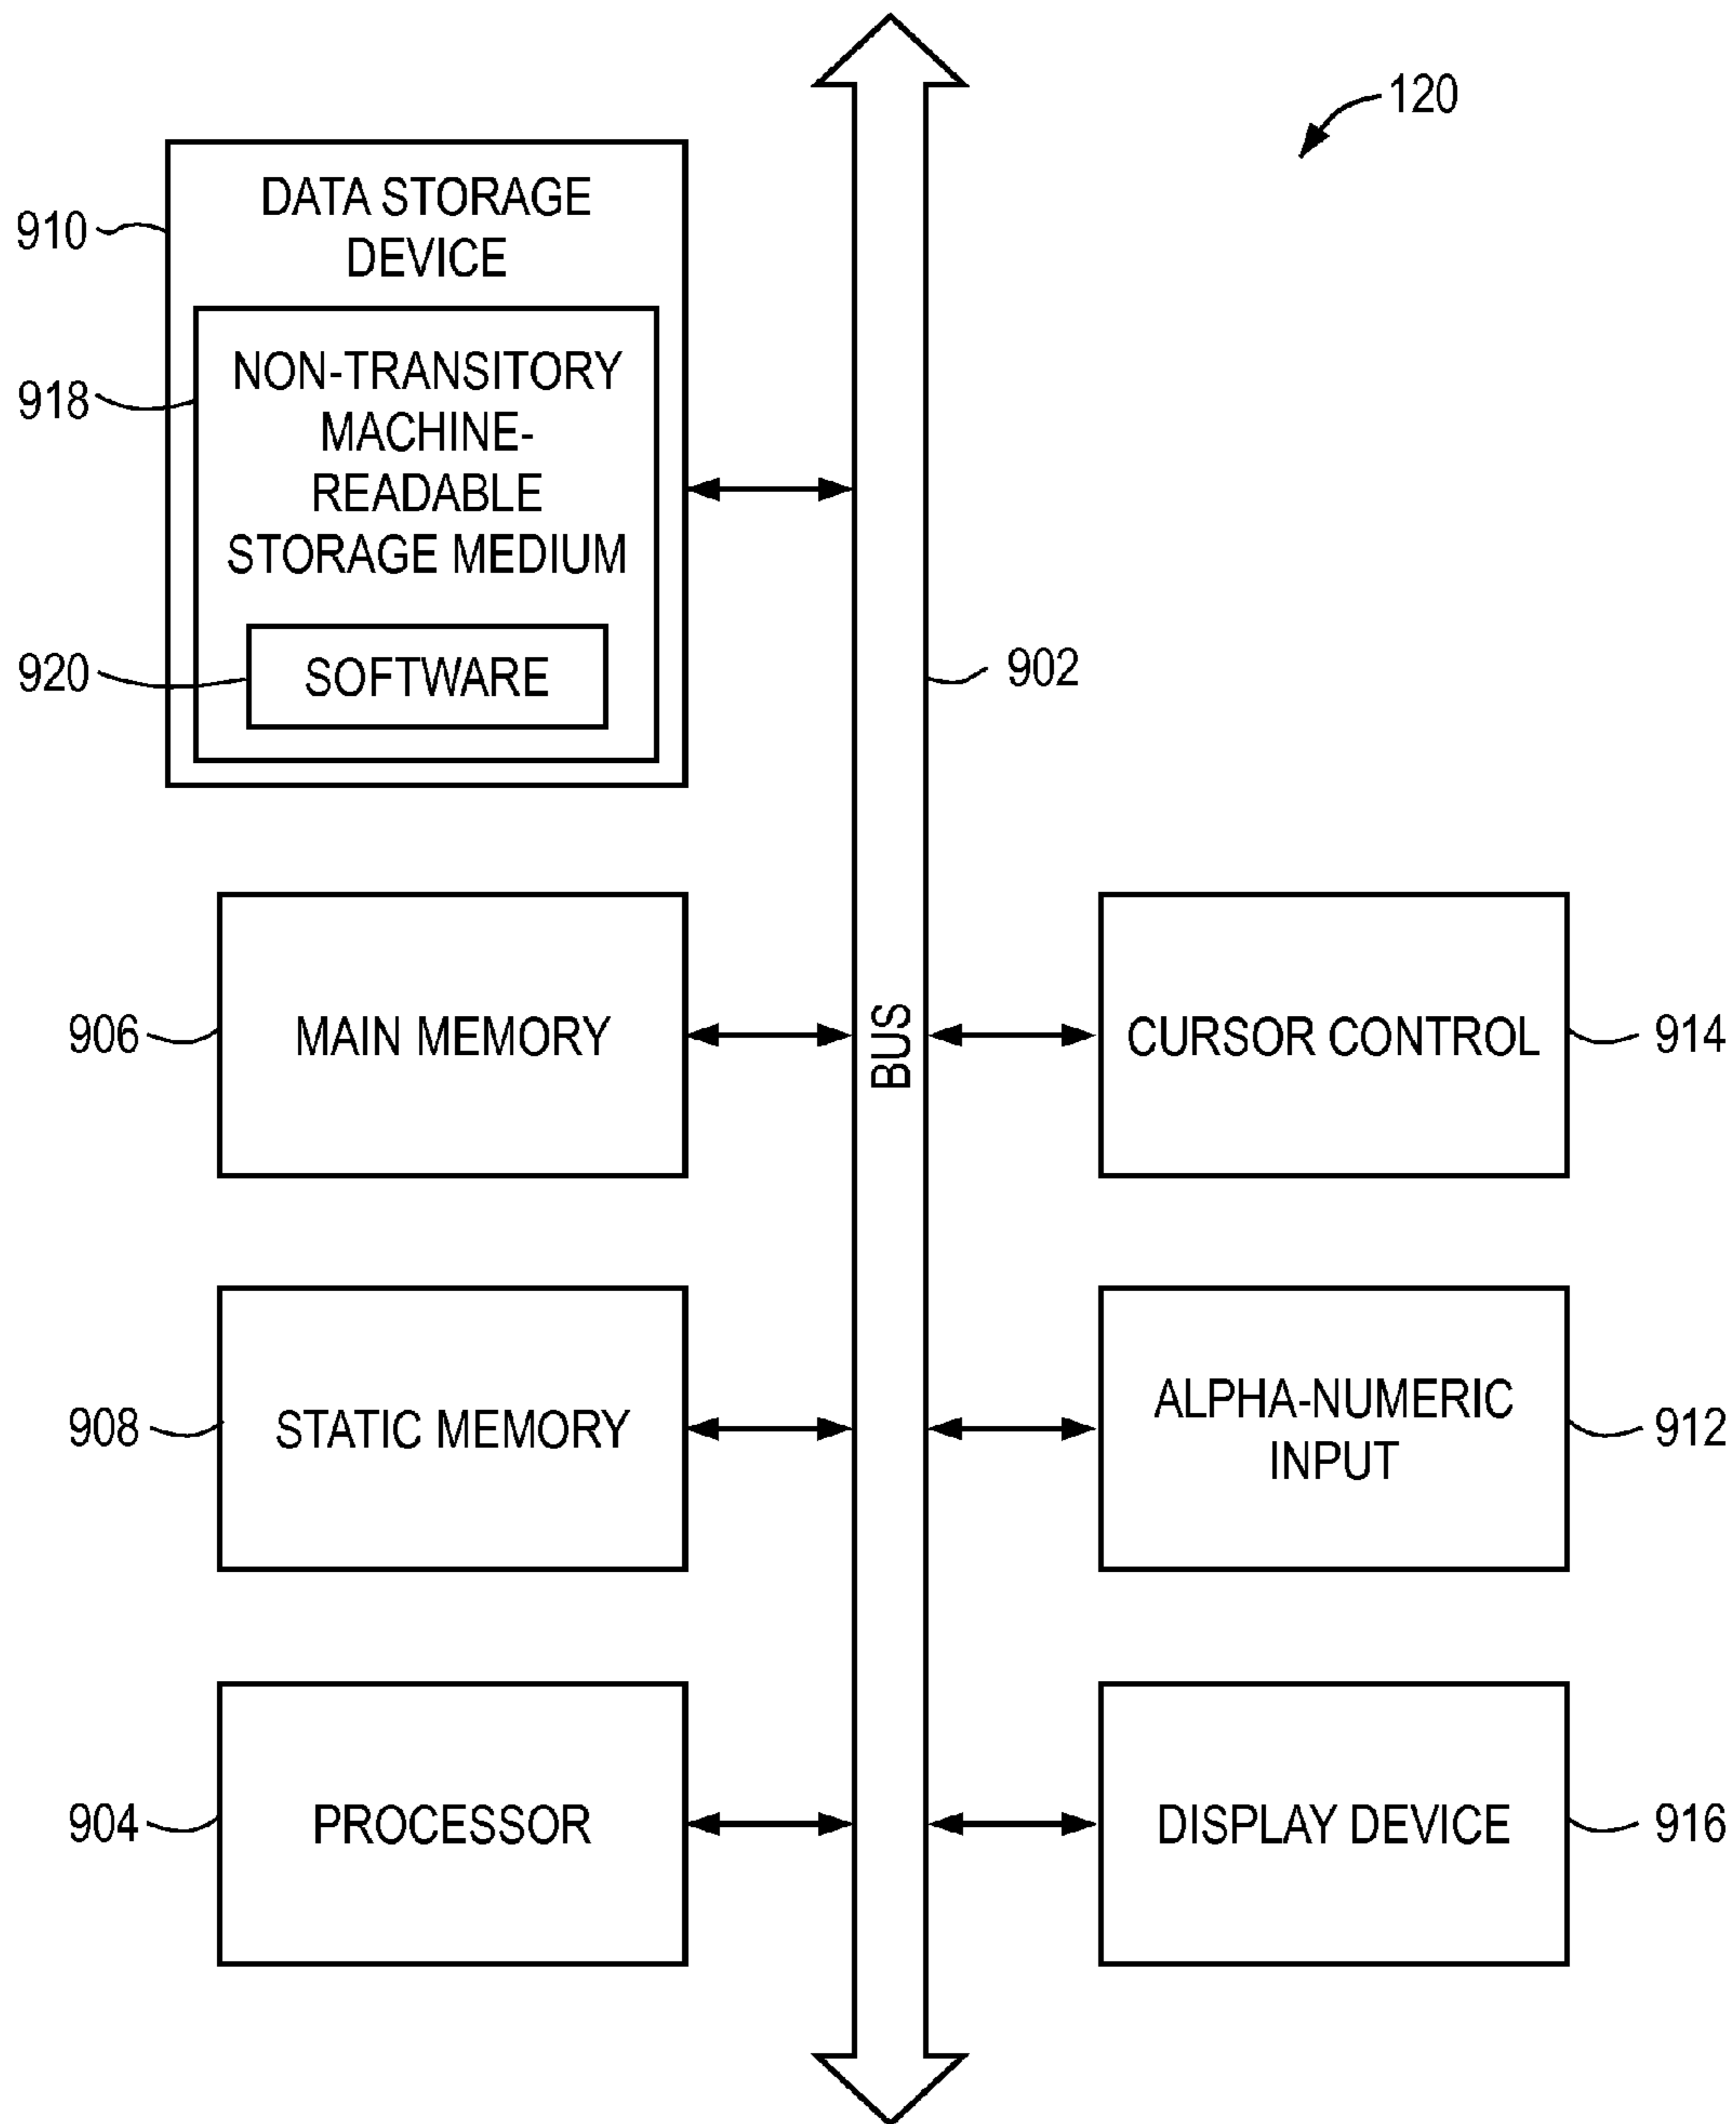 120
910
DATA STORAGE
DEVICE
918
NON-TRANSITORY
MACHINE-
READABLE
STORAGE MEDIUM
920
SOFTWARE
902
BUS
906
MAIN MEMORY
CURSOR CONTROL
914
908
STATIC MEMORY
ALPHA-NUMERIC
INPUT
912
904
PROCESSOR
DISPLAY DEVICE
916